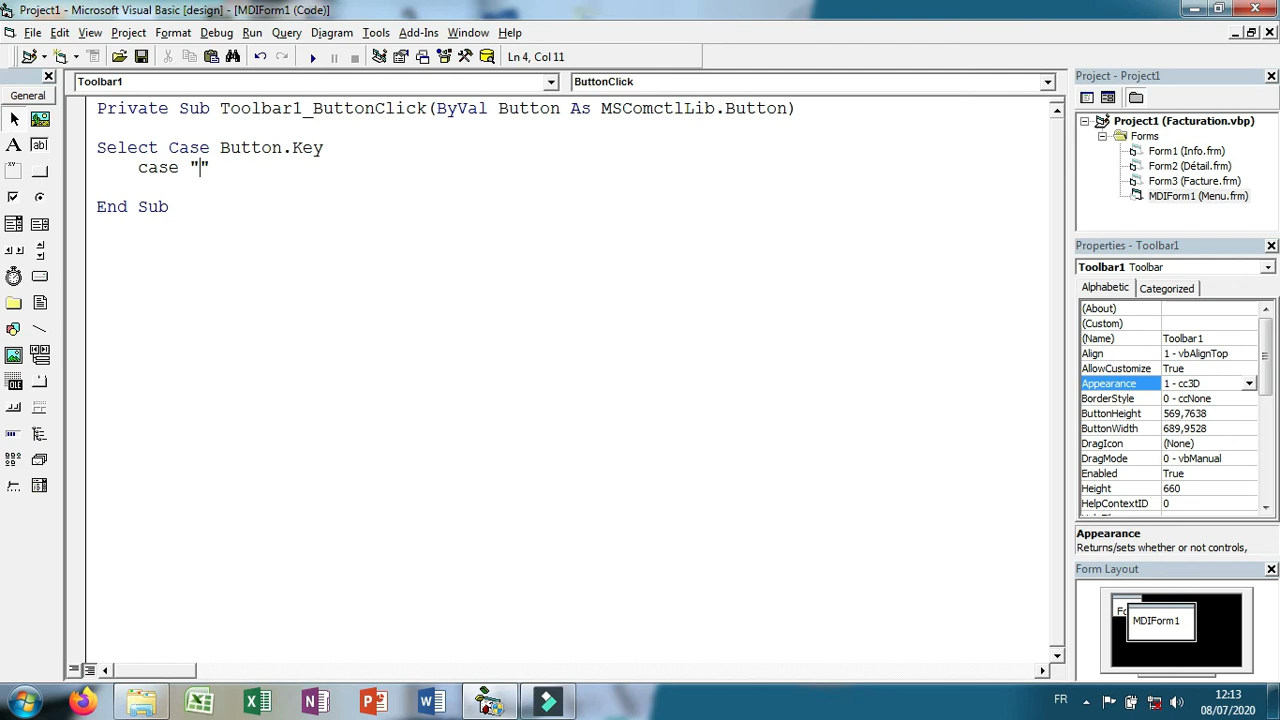 Project1 - Microsoft Visual Basic [design] - [MDIForm1 (Code)]
File Edit View Project Format Debug Run Query Diagram Tools Add-Ins Window Help
Ln 4, Col 11
General
Toolbar1
ButtonClick
Private Sub Toolbar1_ButtonClick(ByVal Button As MSComctlLib.Button)
Select Case Button.Key
case ""
End Sub
Project - Project1
Project1 (Facturation.vbp)
Forms
Form1 (Info.frm)
Form2 (Détail.frm)
Form3 (Facture.frm)
MDIForm1 (Menu.frm)
Properties - Toolbar1
Toolbar1 Toolbar
Alphabetic Categorized
(About)
(Custom)
(Name) Toolbar1
Align 1 - vbAlignTop
AllowCustomize True
Appearance 1 - cc3D
BorderStyle 0 - ccNone
ButtonHeight 569,7638
ButtonWidth 689,9528
DragIcon (None)
DragMode 0 - vbManual
Enabled True
Height 660
HelpContextID 0
Appearance
Returns/sets whether or not controls,
Form Layout
MDIForm1
FR
12:13
08/07/2020